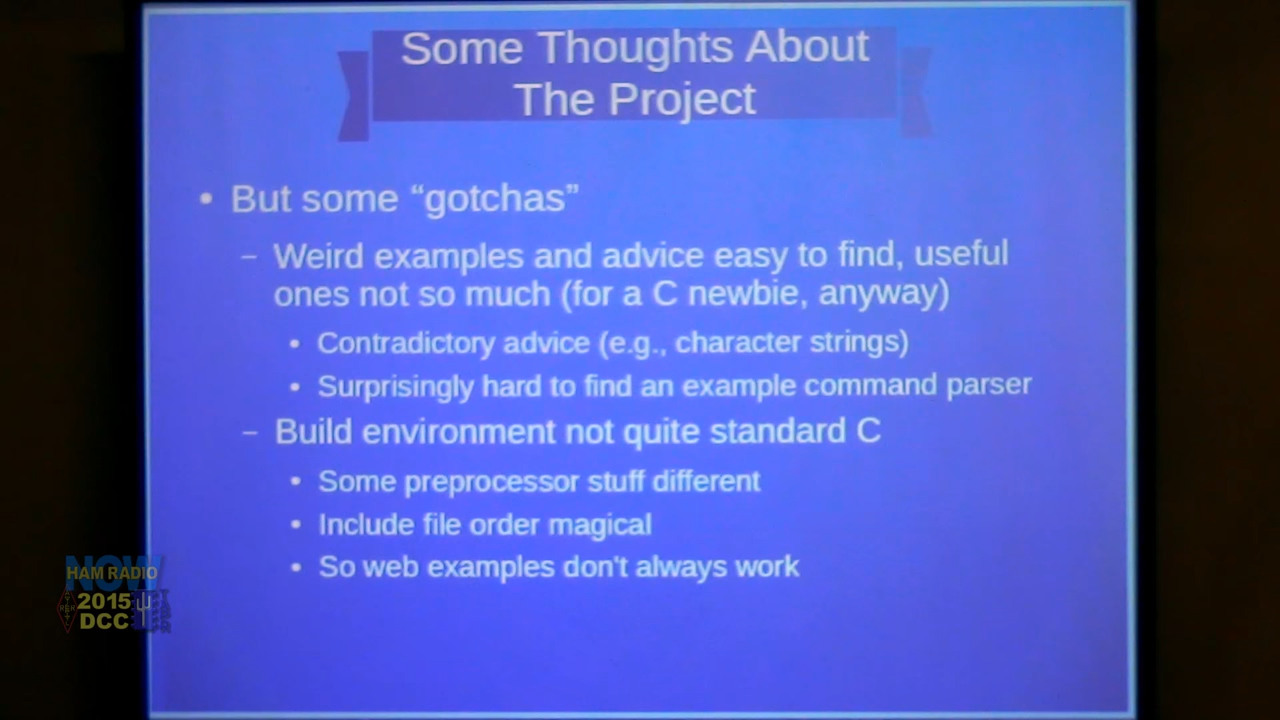 Some Thoughts About
The Project
• But some “gotchas”
– Weird examples and advice easy to find, useful
ones not so much (for a C newbie, anyway)
• Contradictory advice (e.g., character strings)
• Surprisingly hard to find an example command parser
– Build environment not quite standard C
• Some preprocessor stuff different
• Include file order magical
• So web examples don't always work
NOW
HAM RADIO
2015
DCC